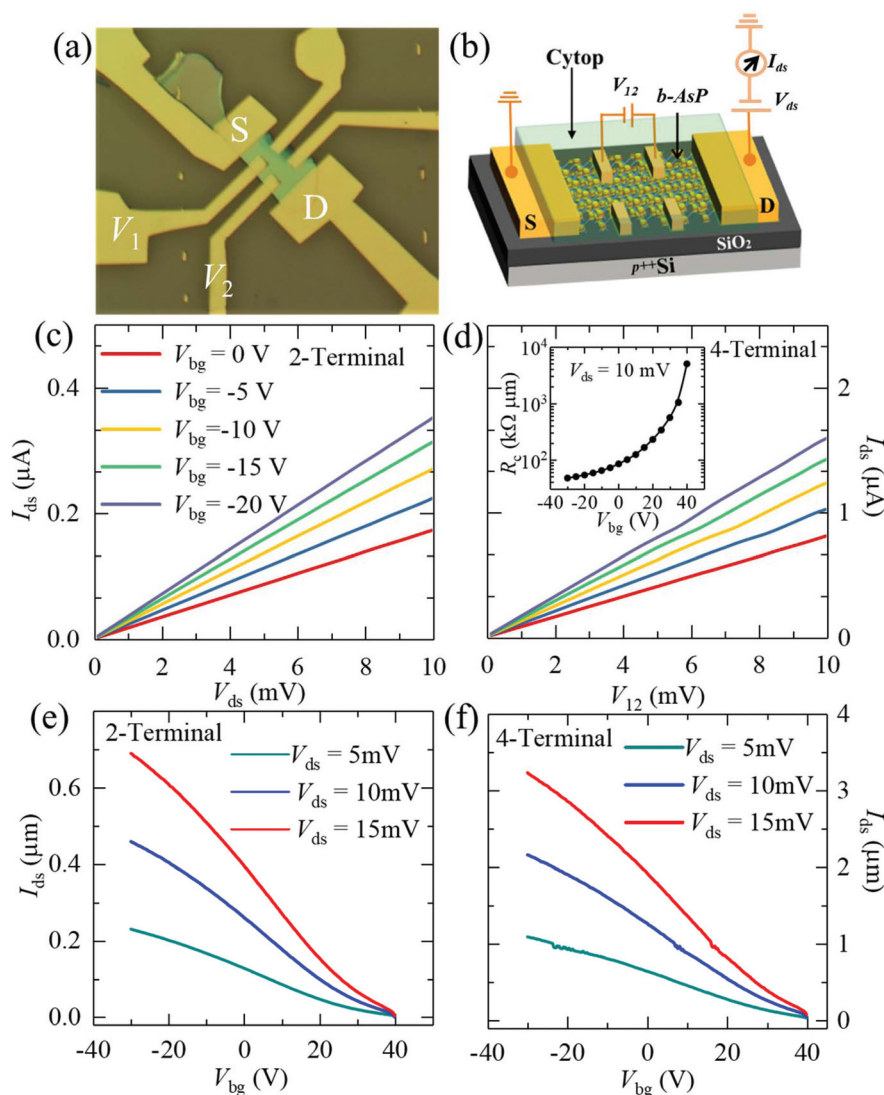 (a)
S
D
V1
V2
(b)
Cytop
V12
b-AsP
Ids
Vds
S
D
SiO2
p++Si
(c)
2-Terminal
Vbg= 0 V
Vbg= -5 V
Vbg=-10 V
Vbg=-15 V
Vbg= -20 V
0.4
0.2
0.0
Ids (μA)
0 2 4 6 8 10
Vds (mV)
(d)
4-Terminal
Vds = 10 mV
10^4
10^3
10^2
Rc (kΩ μm)
-40 -20 0 20 40
Vbg (V)
2
1
0
Ids (μA)
0 2 4 6 8 10
V12 (mV)
(e)
2-Terminal
Vds = 5mV
Vds = 10mV
Vds = 15mV
0.6
0.4
0.2
0.0
Ids (μm)
-40 -20 0 20 40
Vbg (V)
(f)
4-Terminal
Vds = 5mV
Vds = 10mV
Vds = 15mV
4
3
2
1
0
Ids (μm)
-40 -20 0 20 40
Vbg (V)